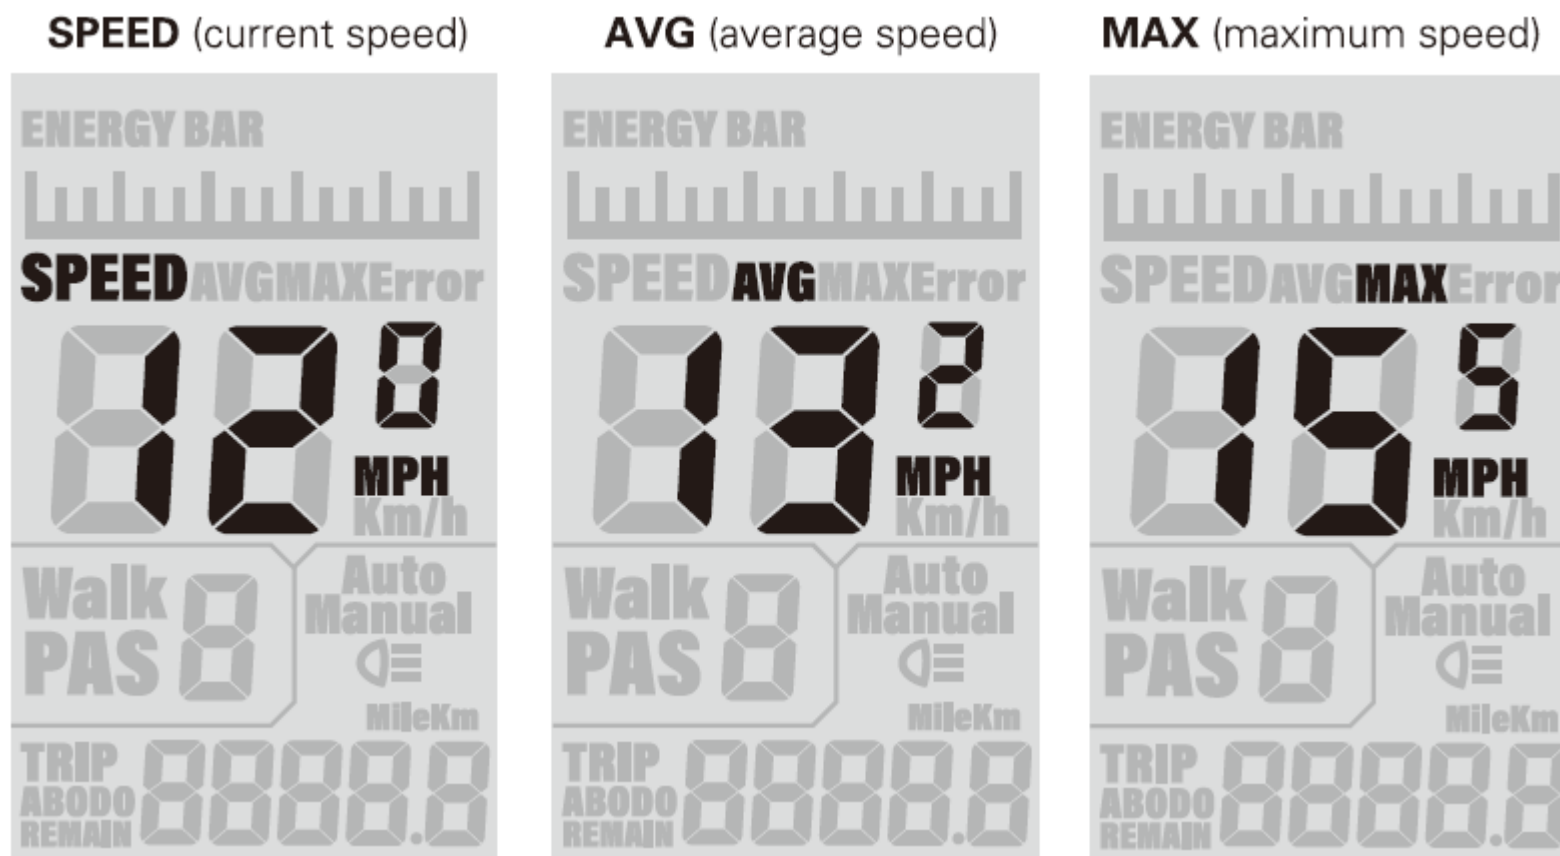 SPEED (current speed) AVG (average speed) MAX (maximum speed)
ENERGY BAR ENERGY BAR ENERGY BAR
SPEED AVG MAX Error SPEED AVG MAX Error SPEED AVG MAX Error
12 0 13 2 15 5
MPH MPH MPH
Km/h Km/h Km/h
Walk 8 Auto Walk 8 Auto Walk 8 Auto
Manual Manual Manual
PAS PAS PAS
MileKm MileKm MileKm
TRIP 8888.8 TRIP 8888.8 TRIP 8888.8
ABODO ABODO ABODO
REMAIN REMAIN REMAIN